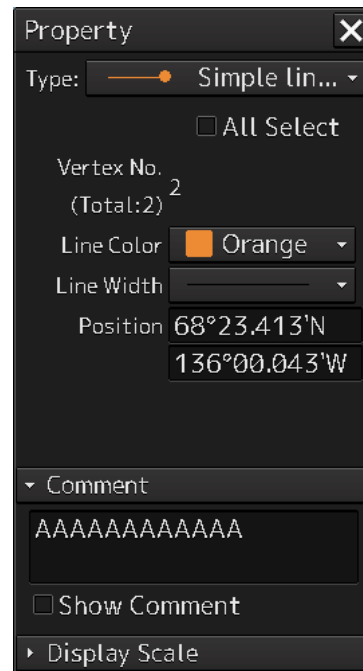 Property
Type: Simple lin...
All Select
Vertex No.
(Total:2) 2
Line Color Orange
Line Width
Position 68°23.413'N
136°00.043'W
Comment
AAAAAAAAAAAA
Show Comment
Display Scale